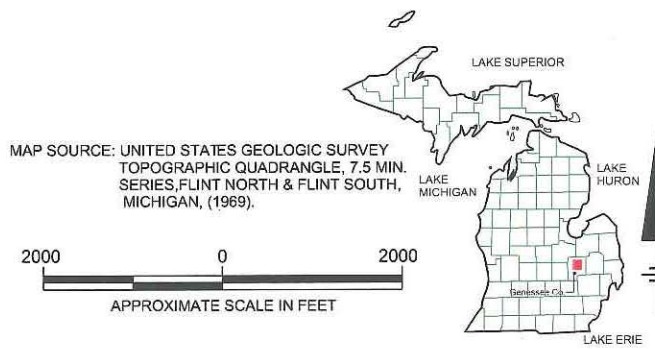 LAKE SUPERIOR
MAP SOURCE: UNITED STATES GEOLOGIC SURVEY
TOPOGRAPHIC QUADRANGLE, 7.5 MIN.
SERIES,FLINT NORTH & FLINT SOUTH,
MICHIGAN, (1969).
LAKE
MICHIGAN
LAKE
HURON
2000 0 2000
APPROXIMATE SCALE IN FEET
Genessee Co.
LAKE ERIE